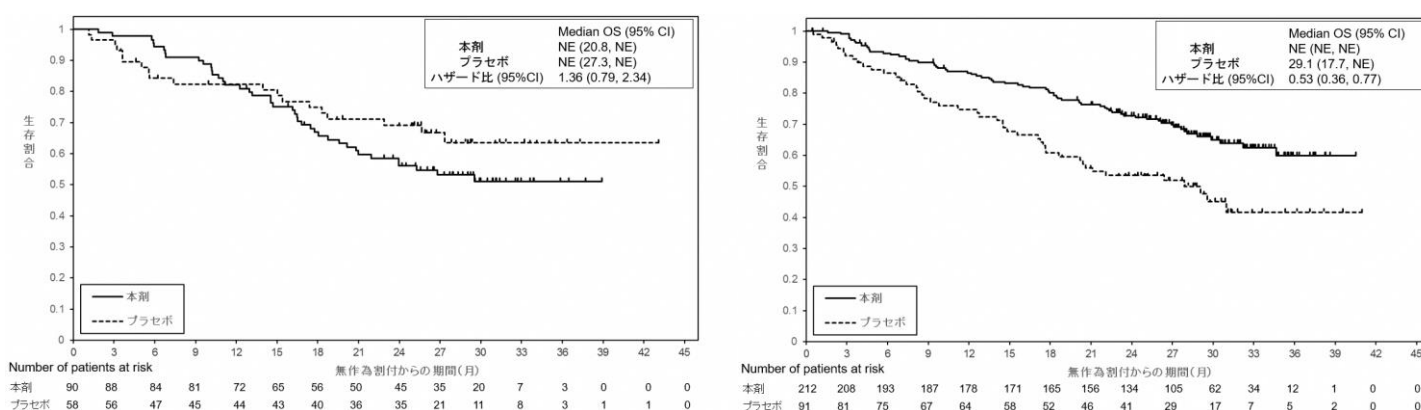 Median OS (95% CI)
本剤 NE (20.8, NE)
プラセボ NE (27.3, NE)
ハザード比 (95%CI) 1.36 (0.79, 2.34)
1
0.9
0.8
0.7
0.6
0.5
0.4
0.3
0.2
0.1
0
生存割合
本剤
プラセボ
0 3 6 9 12 15 18 21 24 27 30 33 36 39 42 45
Number of patients at risk 無作為割付からの期間(月)
本剤 90 88 84 81 72 65 56 50 45 35 20 7 3 0 0 0
プラセボ 58 56 47 45 44 43 40 36 35 21 11 8 3 1 1 0
Median OS (95% CI)
本剤 NE (NE, NE)
プラセボ 29.1 (17.7, NE)
ハザード比 (95%CI) 0.53 (0.36, 0.77)
1
0.9
0.8
0.7
0.6
0.5
0.4
0.3
0.2
0.1
0
生存割合
本剤
プラセボ
0 3 6 9 12 15 18 21 24 27 30 33 36 39 42 45
Number of patients at risk 無作為割付からの期間(月)
本剤 212 208 193 187 178 171 165 156 134 105 62 34 12 1 0 0
プラセボ 91 81 75 67 64 58 52 46 41 29 17 7 5 2 0 0